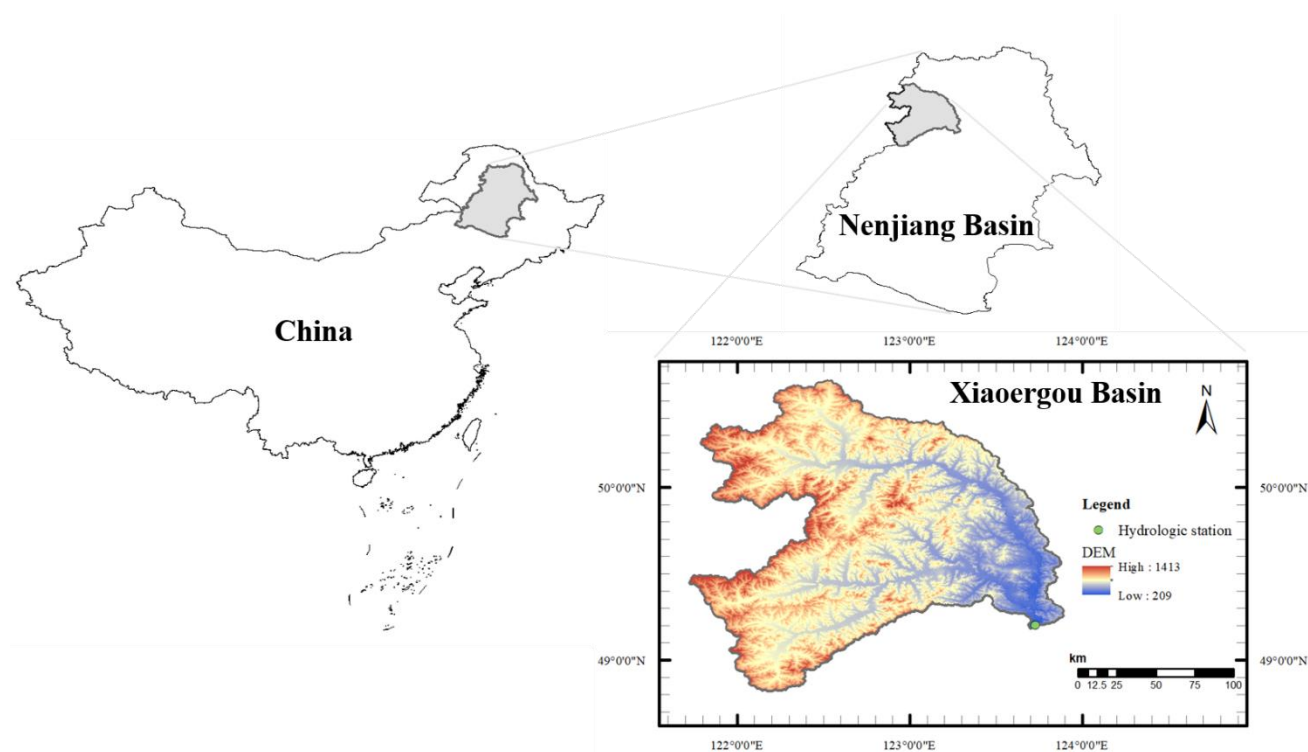 Nenjiang Basin
China
122°0'0"E 123°0'0"E 124°0'0"E
Xiaoergou Basin
N
50°0'0"N 50°0'0"N
Legend
Hydrologic station
DEM
High : 1413
Low : 209
49°0'0"N 49°0'0"N
km
0 12.5 25 50 75 100
122°0'0"E 123°0'0"E 124°0'0"E